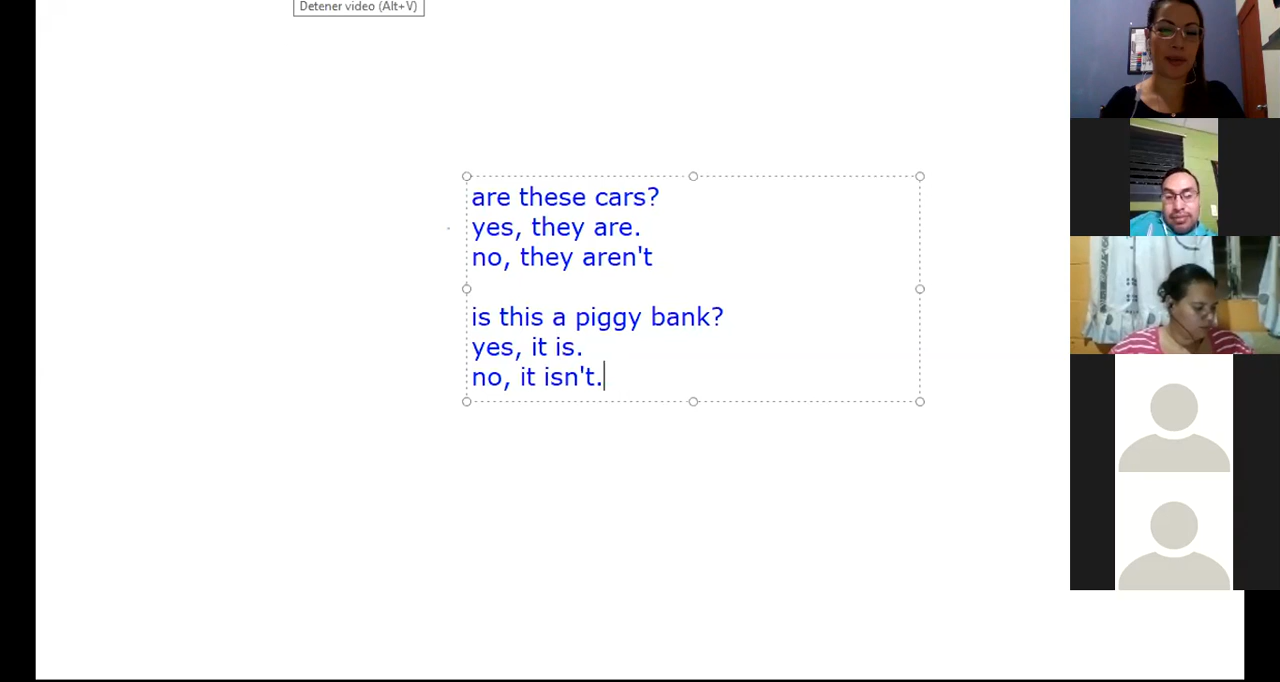 Detener video (Alt+V)
are these cars?
yes, they are.
no, they aren't
is this a piggy bank?
yes, it is.
no, it isn't.